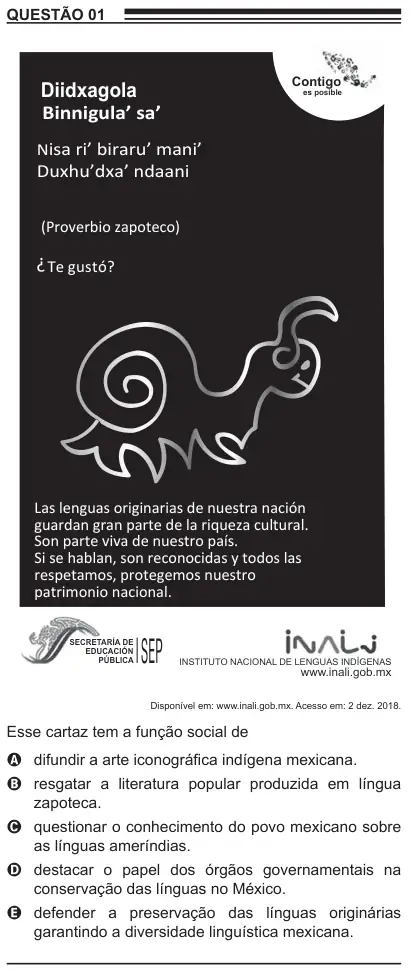 QUESTÃO 01
Contigo
es posible
Diidxagola
Binnigula’ sa’
Nisa ri’ biraru’ mani’
Duxhu’dxa’ ndaani
(Proverbio zapoteco)
¿Te gustó?
Las lenguas originarias de nuestra nación
guardan gran parte de la riqueza cultural.
Son parte viva de nuestro país.
Si se hablan, son reconocidas y todos las
respetamos, protegemos nuestro
patrimonio nacional.
SECRETARÍA DE
EDUCACIÓN
PÚBLICA
SEP
iNALi
INSTITUTO NACIONAL DE LENGUAS INDÍGENAS
www.inali.gob.mx
Disponível em: www.inali.gob.mx. Acesso em: 2 dez. 2018.
Esse cartaz tem a função social de
A difundir a arte iconográfica indígena mexicana.
B resgatar a literatura popular produzida em língua
zapoteca.
C questionar o conhecimento do povo mexicano sobre
as línguas ameríndias.
D destacar o papel dos órgãos governamentais na
conservação das línguas no México.
E defender a preservação das línguas originárias
garantindo a diversidade linguística mexicana.